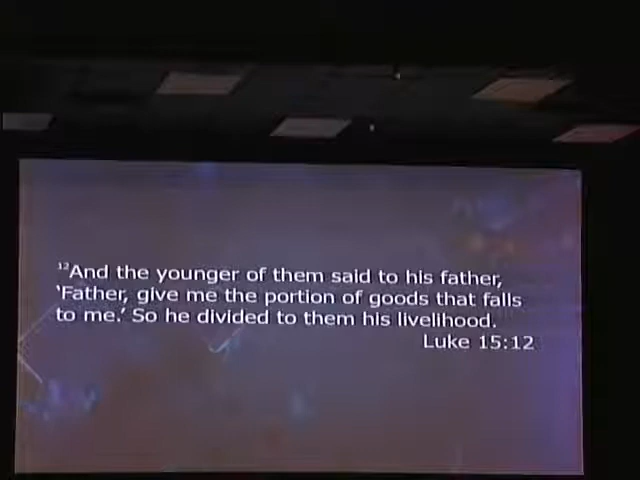 ¹²And the younger of them said to his father,
‘Father, give me the portion of goods that falls
to me.’ So he divided to them his livelihood.
Luke 15:12